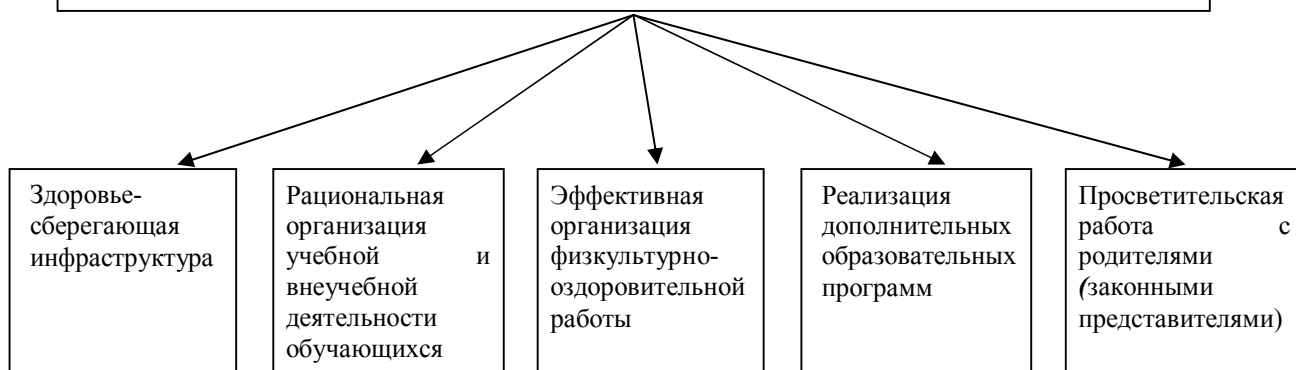 Здоровье-
сберегающая
инфраструктура
Рациональная
организация
учебной и
внеучебной
деятельности
обучающихся
Эффективная
организация
физкультурно-
оздоровительной
работы
Реализация
дополнительных
образовательных
программ
Просветительская
работа с
родителями
(законными
представителями)